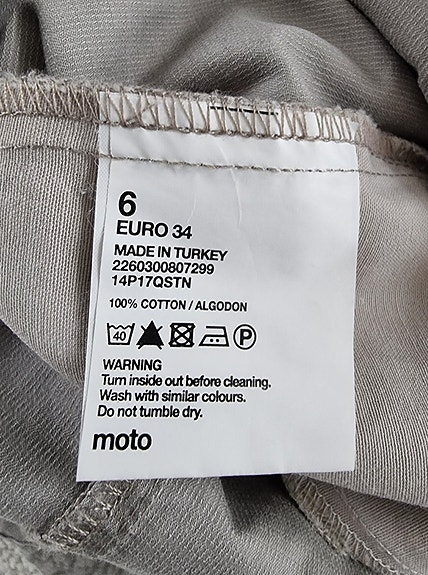 6
EURO 34
MADE IN TURKEY
2260300807299
14P17QSTN
100% COTTON / ALGODON
40 P
WARNING
Turn inside out before cleaning.
Wash with similar colours.
Do not tumble dry.
moto